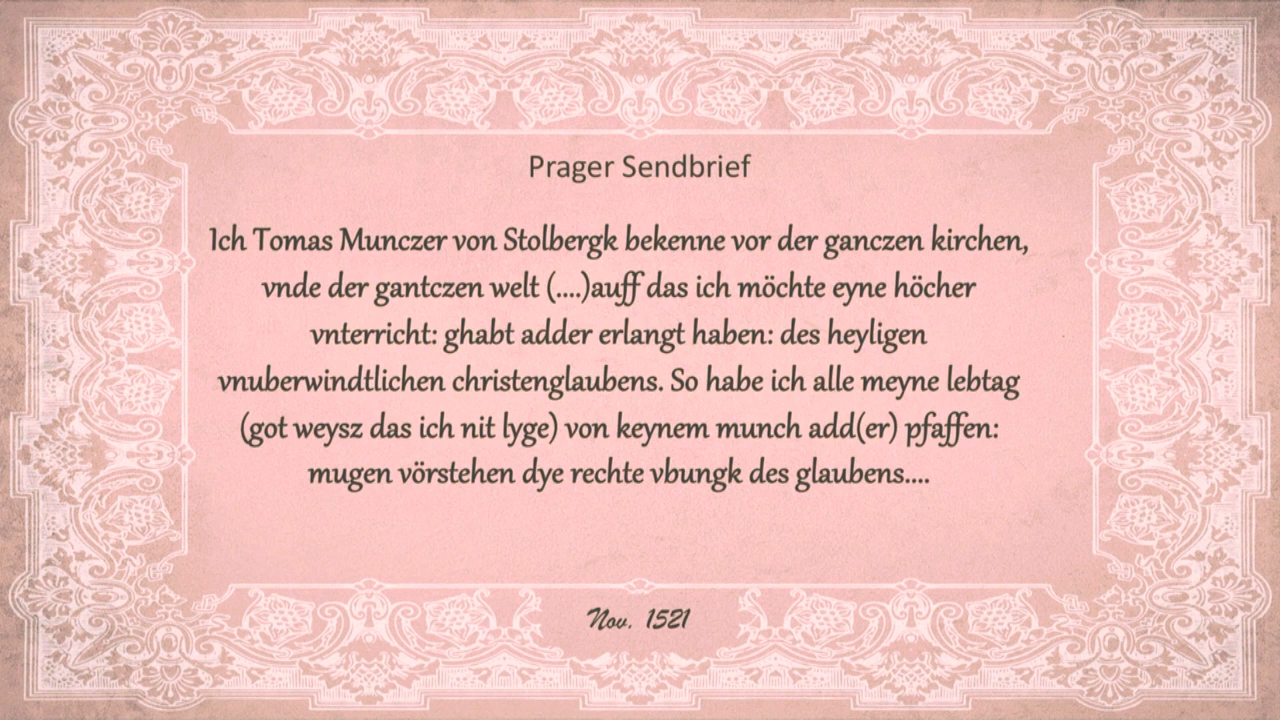 Prager Sendbrief
Ich Tomas Munczer von Stolbergk bekenne vor der ganczen kirchen,
vnde der gantczen welt (....)auff das ich möchte eyne höcher
vnterricht: ghabt adder erlangt haben: des heyligen
vnuberwindtlichen christenglaubens. So habe ich alle meyne lebtag
(got weysz das ich nit lyge) von keynem munch add(er) pfaffen:
mugen vörstehen dye rechte vbungk des glaubens....
Nov. 1521